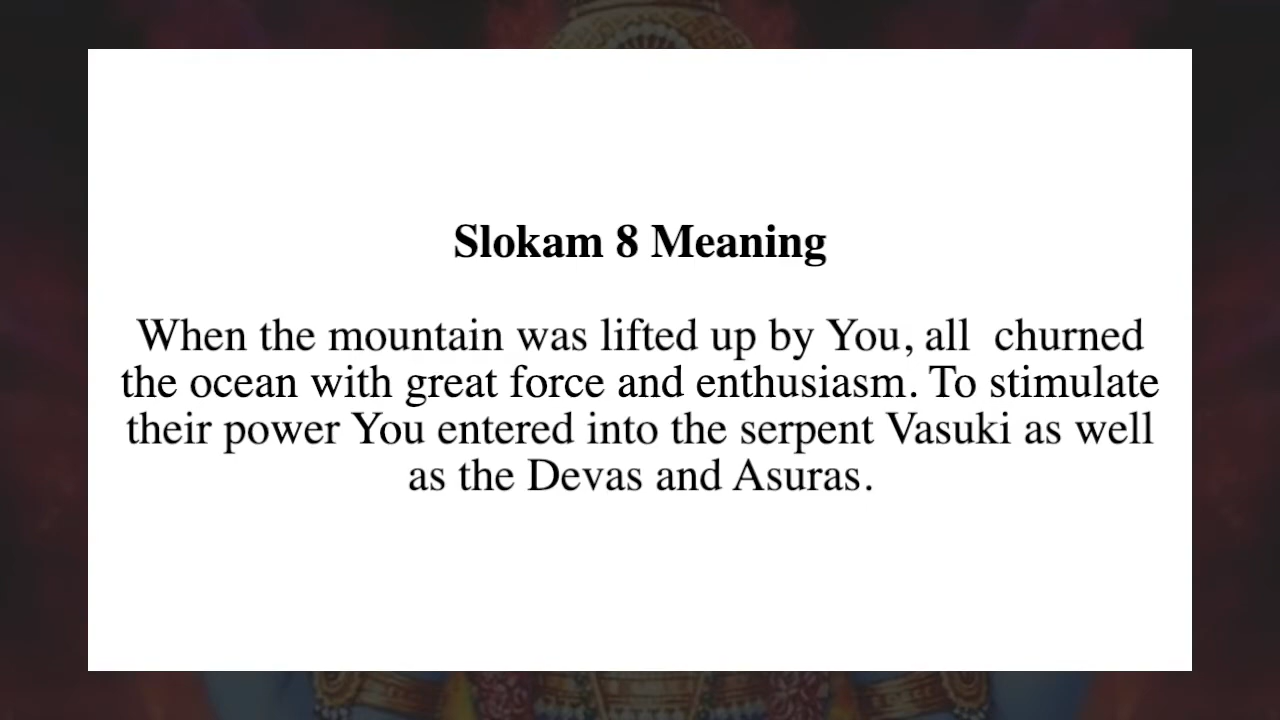 Slokam 8 Meaning
When the mountain was lifted up by You, all  churned
the ocean with great force and enthusiasm. To stimulate
their power You entered into the serpent Vasuki as well
as the Devas and Asuras.